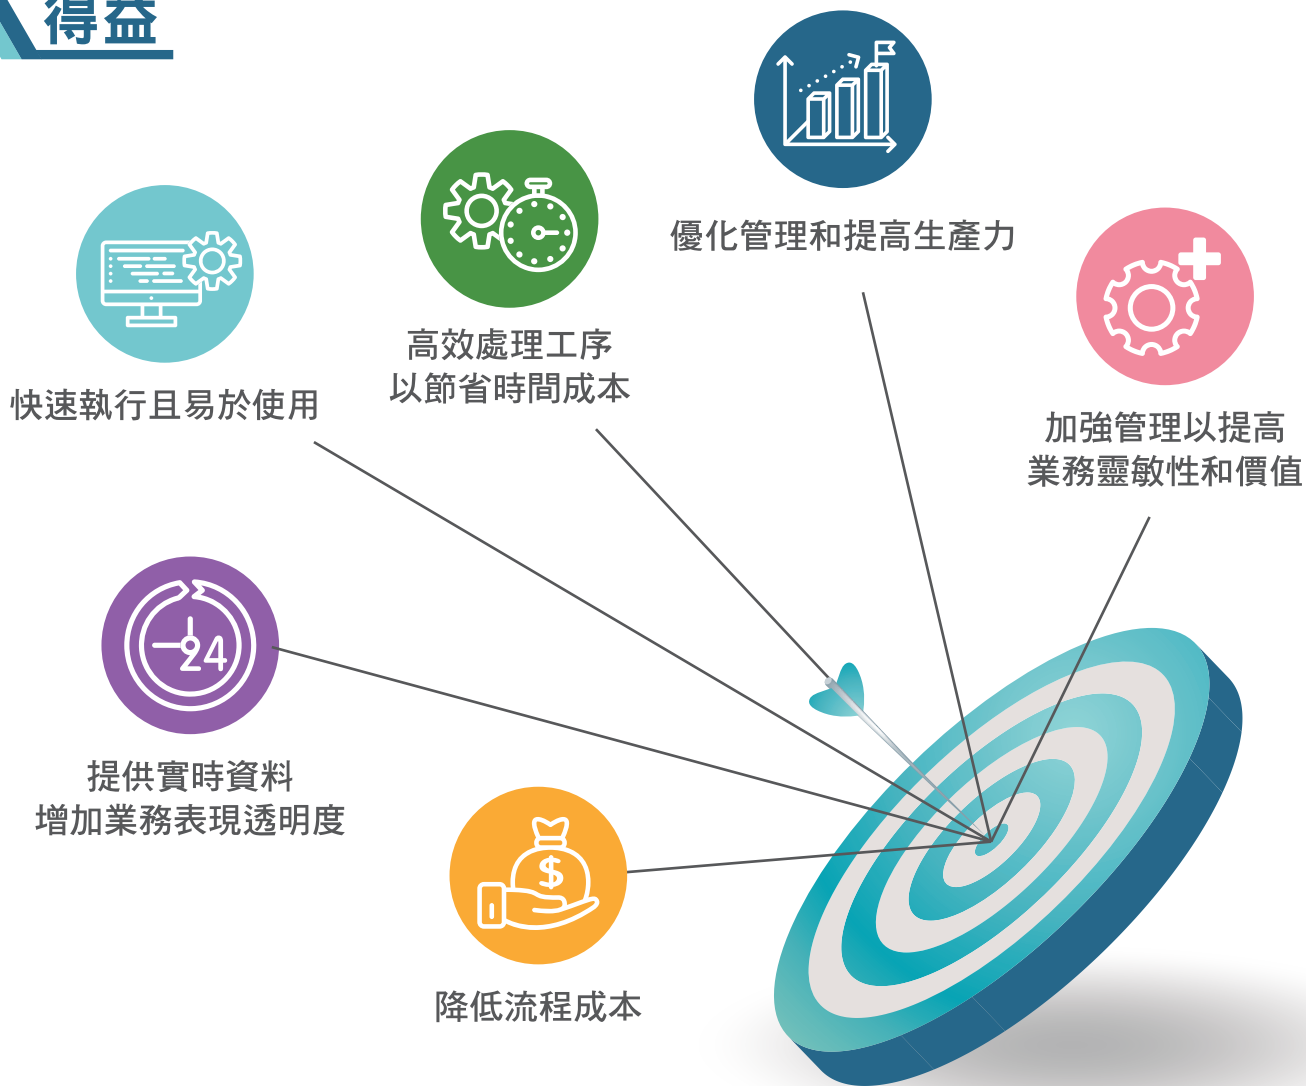 得益
優化管理和提高生產力
高效處理工序
以節省時間成本
快速執行且易於使用
加強管理以提高
業務靈敏性和價值
24
提供實時資料
增加業務表現透明度
$
降低流程成本